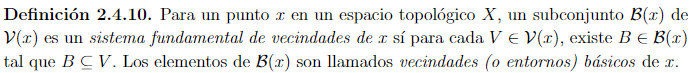 Definición 2.4.10. Para un punto x en un espacio topológico X, un subconjunto 𝓑(x) de
𝓥(x) es un sistema fundamental de vecindades de x sí para cada V ∈ 𝓥(x), existe B ∈ 𝓑(x)
tal que B ⊆ V. Los elementos de 𝓑(x) son llamados vecindades (o entornos) básicos de x.